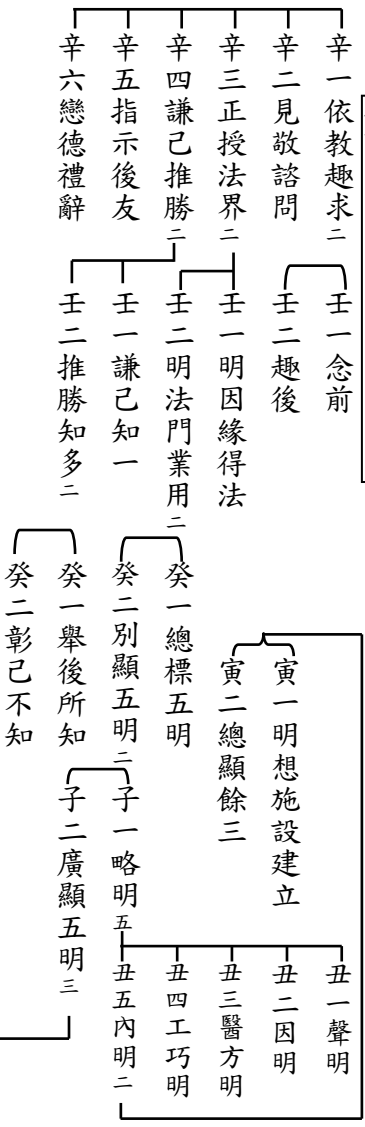 辛一依教趣求二
辛二見敬諮問
辛三正授法界二
辛四謙己推勝二
辛五指示後友
辛六戀德禮辭
壬一念前
壬二趣後
壬一明因緣得法
壬二明法門業用二
壬一謙己知一
壬二推勝知多二
癸一總標五明
癸二別顯五明二
癸一舉後所知
癸二彰己不知
寅一明想施設建立
寅二總顯餘三
子一略明五
子二廣顯五明三
丑一聲明
丑二因明
丑三醫方明
丑四工巧明
丑五內明二